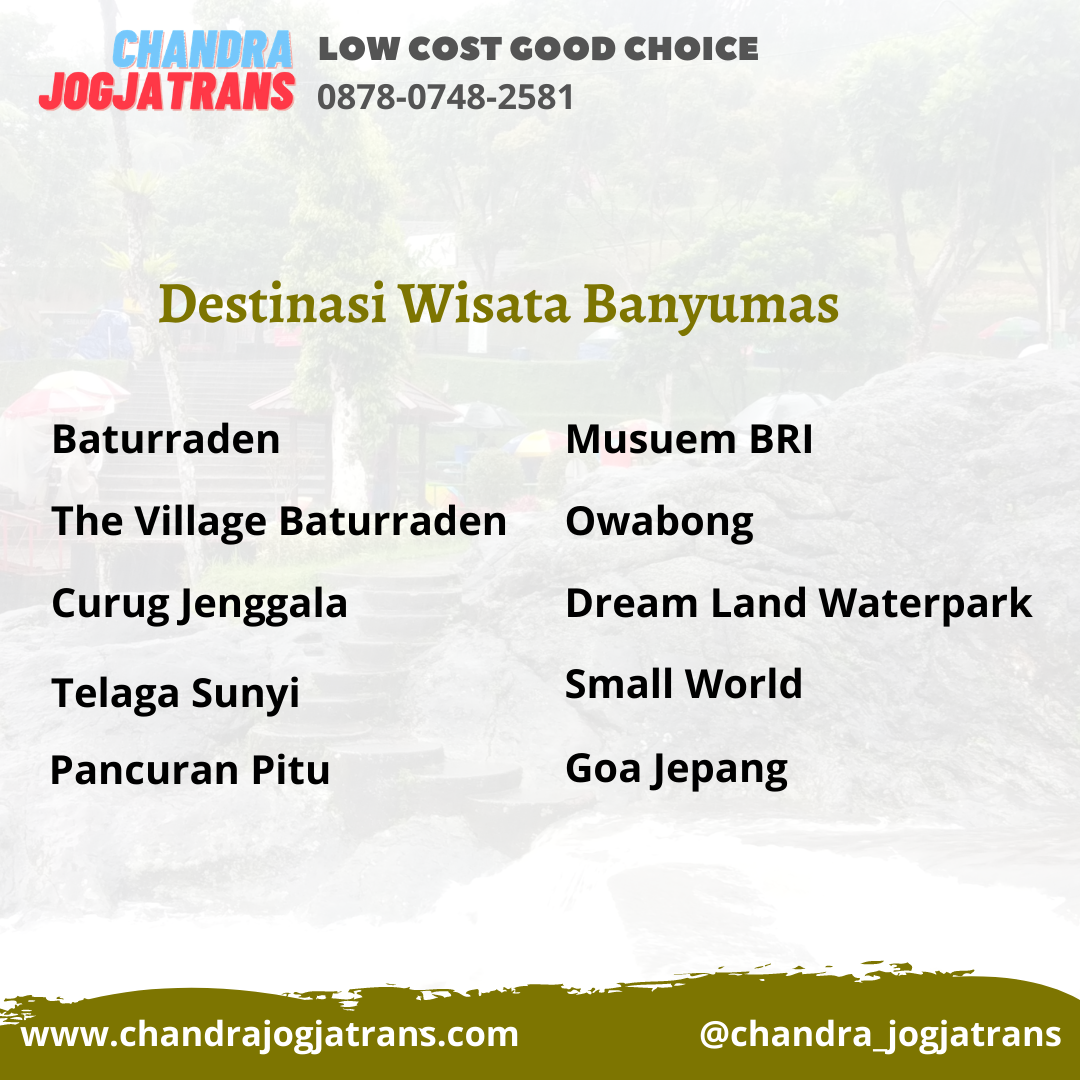 CHANDRA
JOGJATRANS
LOW COST GOOD CHOICE
0878-0748-2581
Destinasi Wisata Banyumas
Baturraden
The Village Baturraden
Curug Jenggala
Telaga Sunyi
Pancuran Pitu
Musuem BRI
Owabong
Dream Land Waterpark
Small World
Goa Jepang
www.chandrajogjatrans.com
@chandra_jogjatrans